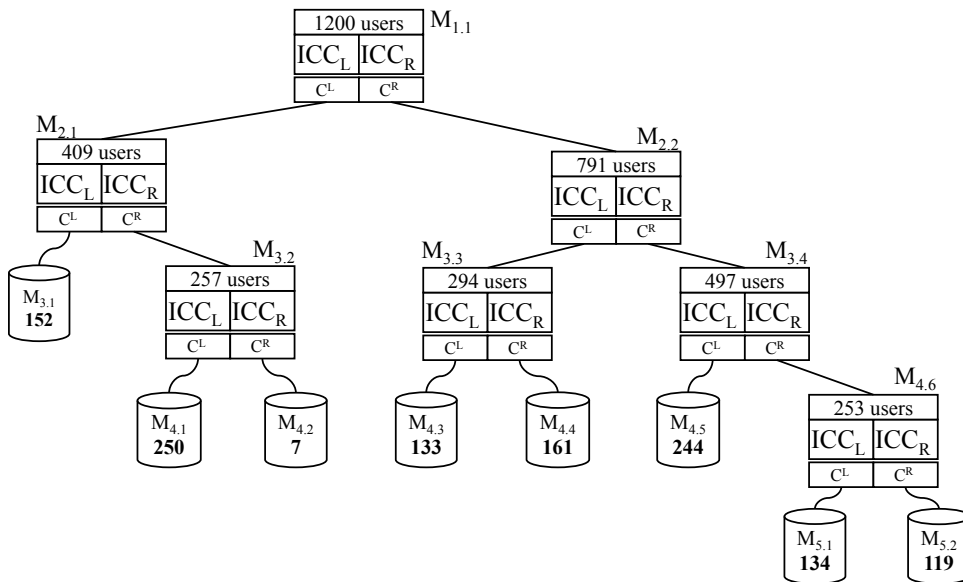 1200 users M1.1
ICCL ICCR
CL CR
M2.1
409 users
ICCL ICCR
CL CR
M2.2
791 users
ICCL ICCR
CL CR
M3.1
152
M3.2
257 users
ICCL ICCR
CL CR
M3.3
294 users
ICCL ICCR
CL CR
M3.4
497 users
ICCL ICCR
CL CR
M4.1
250
M4.2
7
M4.3
133
M4.4
161
M4.5
244
M4.6
253 users
ICCL ICCR
CL CR
M5.1
134
M5.2
119